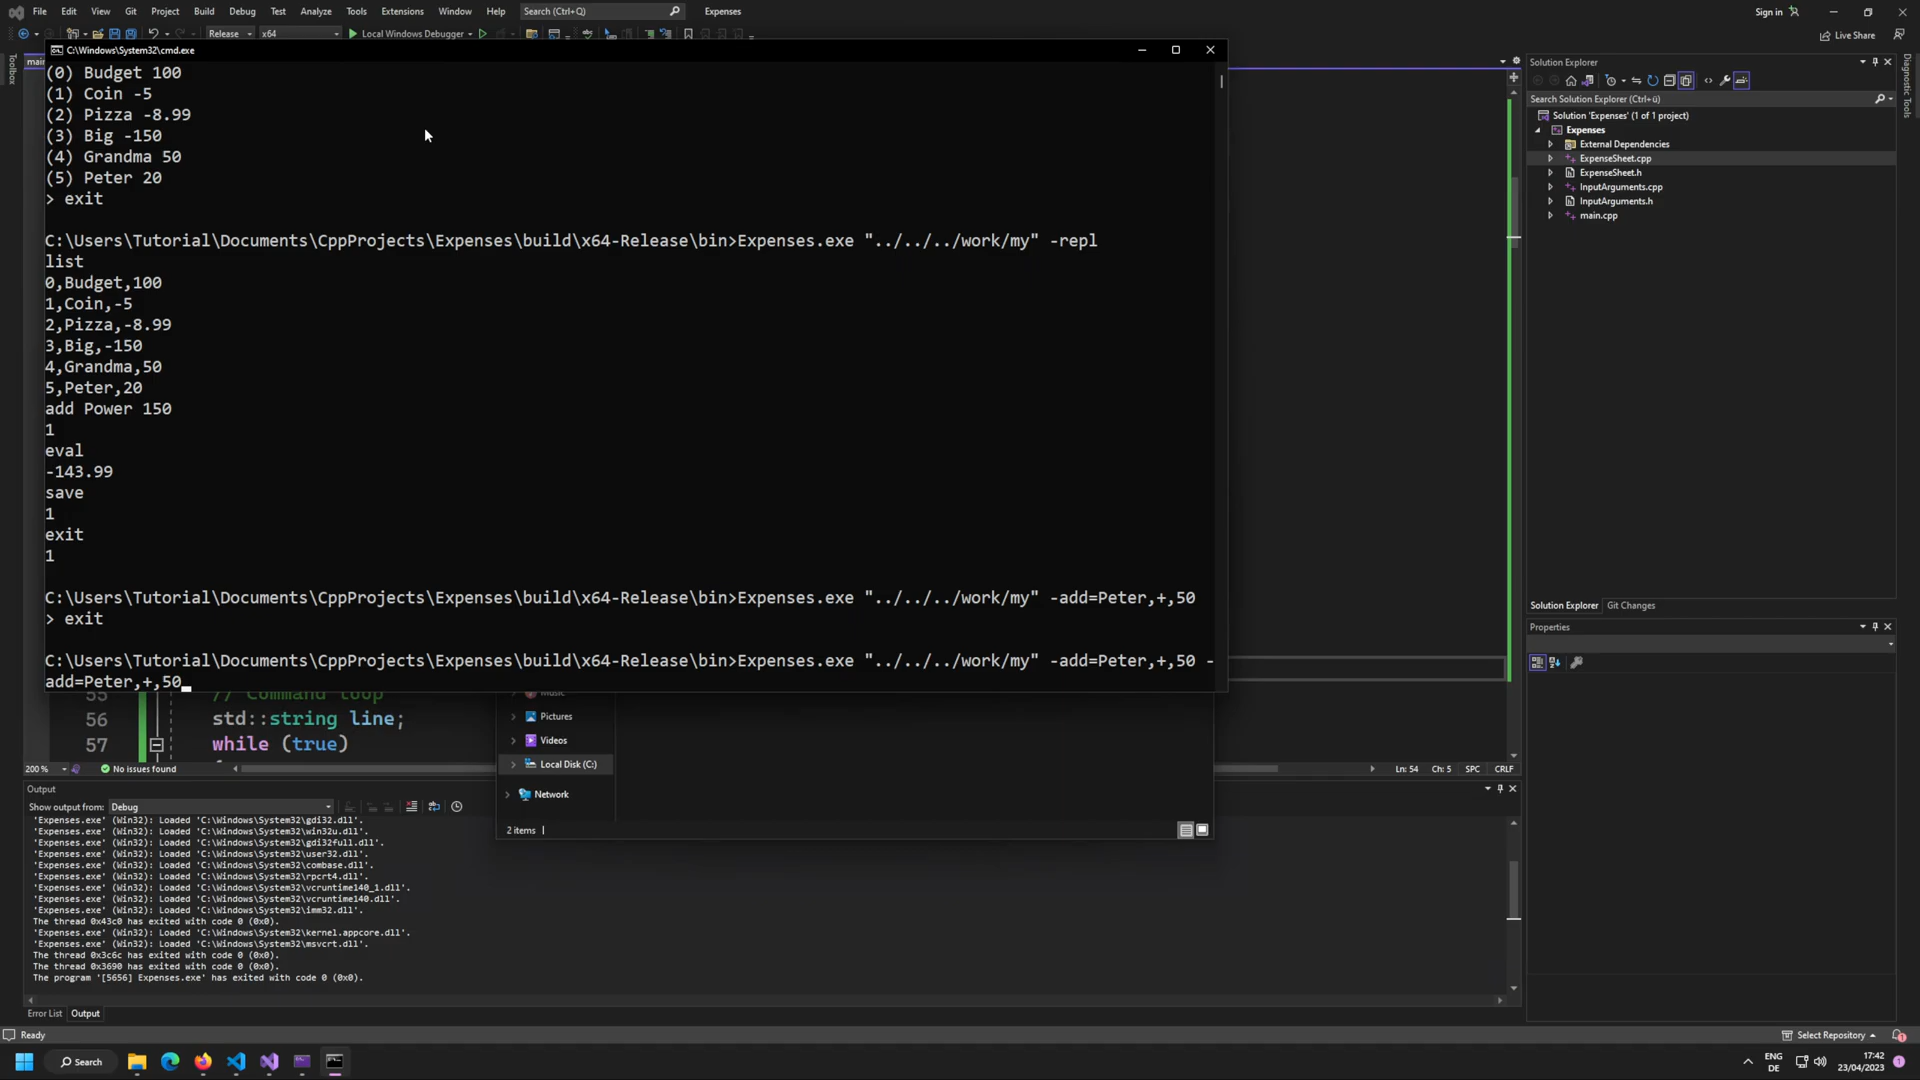 File Edit View Git Project Build Debug Test Analyze Tools Extensions Window Help Search (Ctrl+Q) Expenses Sign in
Release x64 Local Windows Debugger Live Share
Toolbox
mai
C:\Windows\System32\cmd.exe
(0) Budget 100
(1) Coin -5
(2) Pizza -8.99
(3) Big -150
(4) Grandma 50
(5) Peter 20
> exit
C:\Users\Tutorial\Documents\CppProjects\Expenses\build\x64-Release\bin>Expenses.exe "../../../work/my" -repl
list
0,Budget,100
1,Coin,-5
2,Pizza,-8.99
3,Big,-150
4,Grandma,50
5,Peter,20
add Power 150
1
eval
-143.99
save
1
exit
1
C:\Users\Tutorial\Documents\CppProjects\Expenses\build\x64-Release\bin>Expenses.exe "../../../work/my" -add=Peter,+,50
> exit
C:\Users\Tutorial\Documents\CppProjects\Expenses\build\x64-Release\bin>Expenses.exe "../../../work/my" -add=Peter,+,50 -
add=Peter,+,50
55 // Command loop
56 std::string line;
57 while (true)
Music
Pictures
Videos
Local Disk (C:)
Network
2 items
200 % No issues found Ln: 54 Ch: 5 SPC CRLF
Output
Show output from: Debug
'Expenses.exe' (Win32): Loaded 'C:\Windows\System32\gdi32.dll'.
'Expenses.exe' (Win32): Loaded 'C:\Windows\System32\win32u.dll'.
'Expenses.exe' (Win32): Loaded 'C:\Windows\System32\gdi32full.dll'.
'Expenses.exe' (Win32): Loaded 'C:\Windows\System32\user32.dll'.
'Expenses.exe' (Win32): Loaded 'C:\Windows\System32\combase.dll'.
'Expenses.exe' (Win32): Loaded 'C:\Windows\System32\rpcrt4.dll'.
'Expenses.exe' (Win32): Loaded 'C:\Windows\System32\vcruntime140_1.dll'.
'Expenses.exe' (Win32): Loaded 'C:\Windows\System32\vcruntime140.dll'.
'Expenses.exe' (Win32): Loaded 'C:\Windows\System32\imm32.dll'.
The thread 0x43c0 has exited with code 0 (0x0).
'Expenses.exe' (Win32): Loaded 'C:\Windows\System32\kernel.appcore.dll'.
'Expenses.exe' (Win32): Loaded 'C:\Windows\System32\msvcrt.dll'.
The thread 0x3c6c has exited with code 0 (0x0).
The thread 0x3690 has exited with code 0 (0x0).
The program '[5656] Expenses.exe' has exited with code 0 (0x0).
Error List Output
Solution Explorer
Search Solution Explorer (Ctrl+ü)
Solution 'Expenses' (1 of 1 project)
Expenses
External Dependencies
ExpenseSheet.cpp
ExpenseSheet.h
InputArguments.cpp
InputArguments.h
main.cpp
Solution Explorer Git Changes
Properties
Diagnostic Tools
Ready Select Repository 1
Search
ENG
DE
17:42
23/04/2023
1